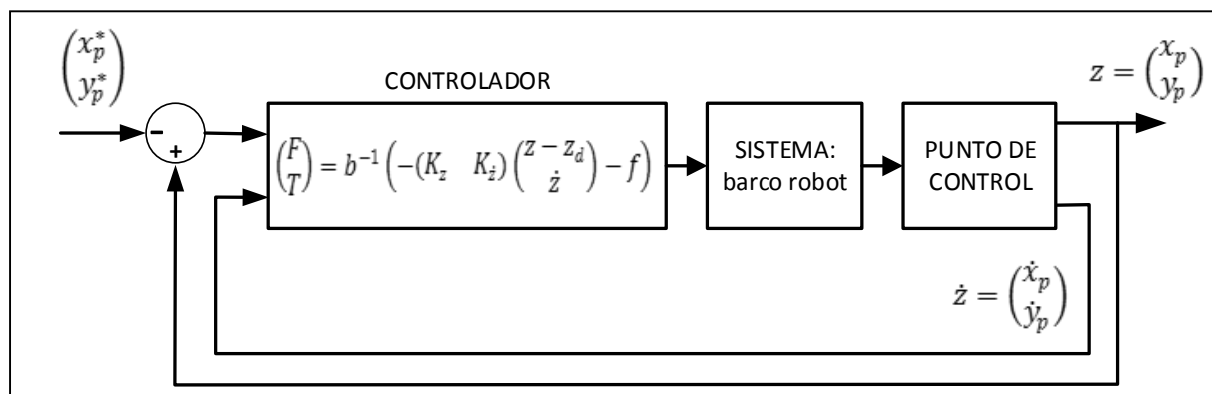 (x_p^* y_p^*)
CONTROLADOR
z = (x_p y_p)
- +
(F T) = b^{-1} (-(K_z K_ż) (z - z_d ż) - f)
SISTEMA:
barco robot
PUNTO DE
CONTROL
ż = (ẋ_p ẏ_p)